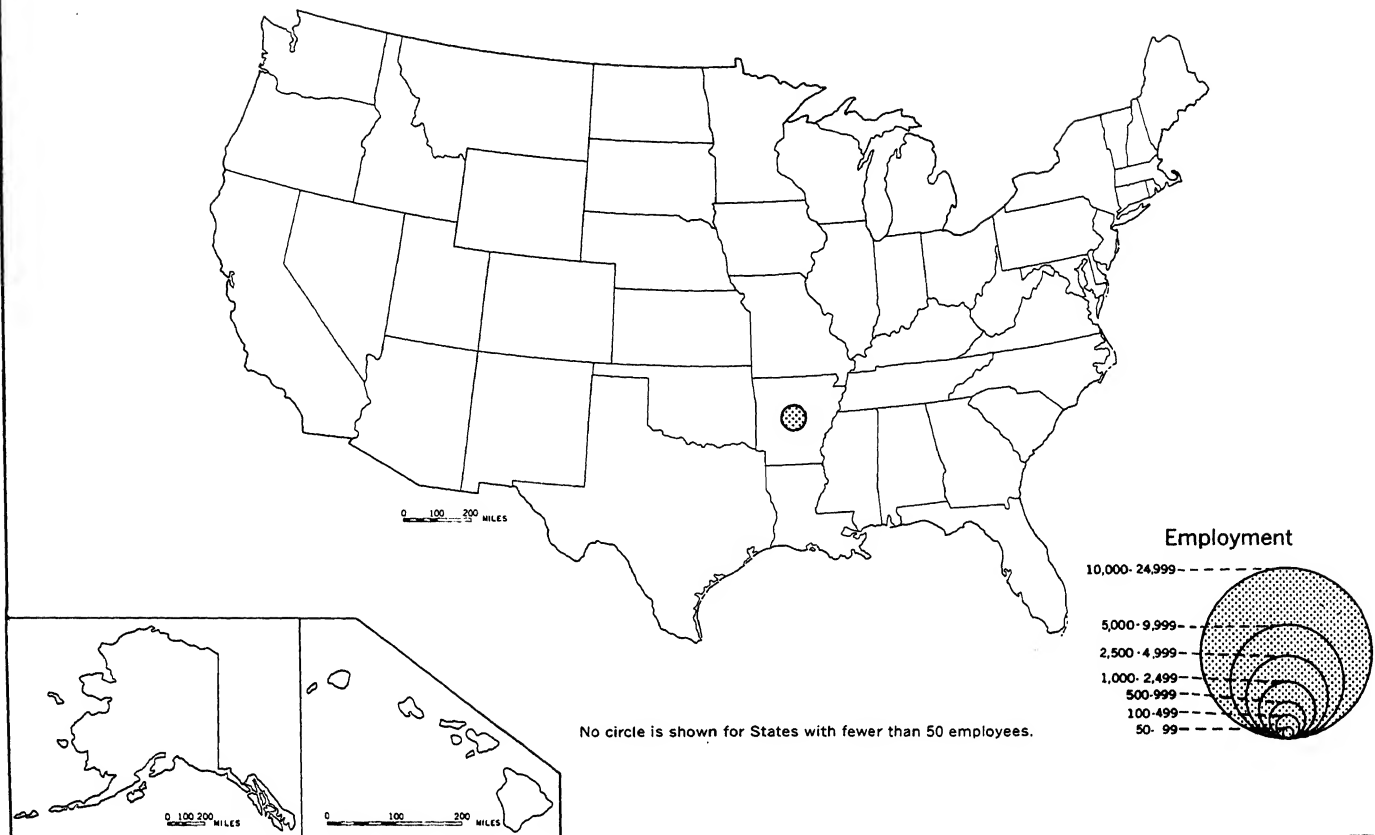 0 100 200 MILES
Employment
10,000-24,999
5,000-9,999
2,500-4,999
1,000-2,499
500-999
100-499
50-99
No circle is shown for States with fewer than 50 employees.
0 100 200 MILES
0 100 200 MILES